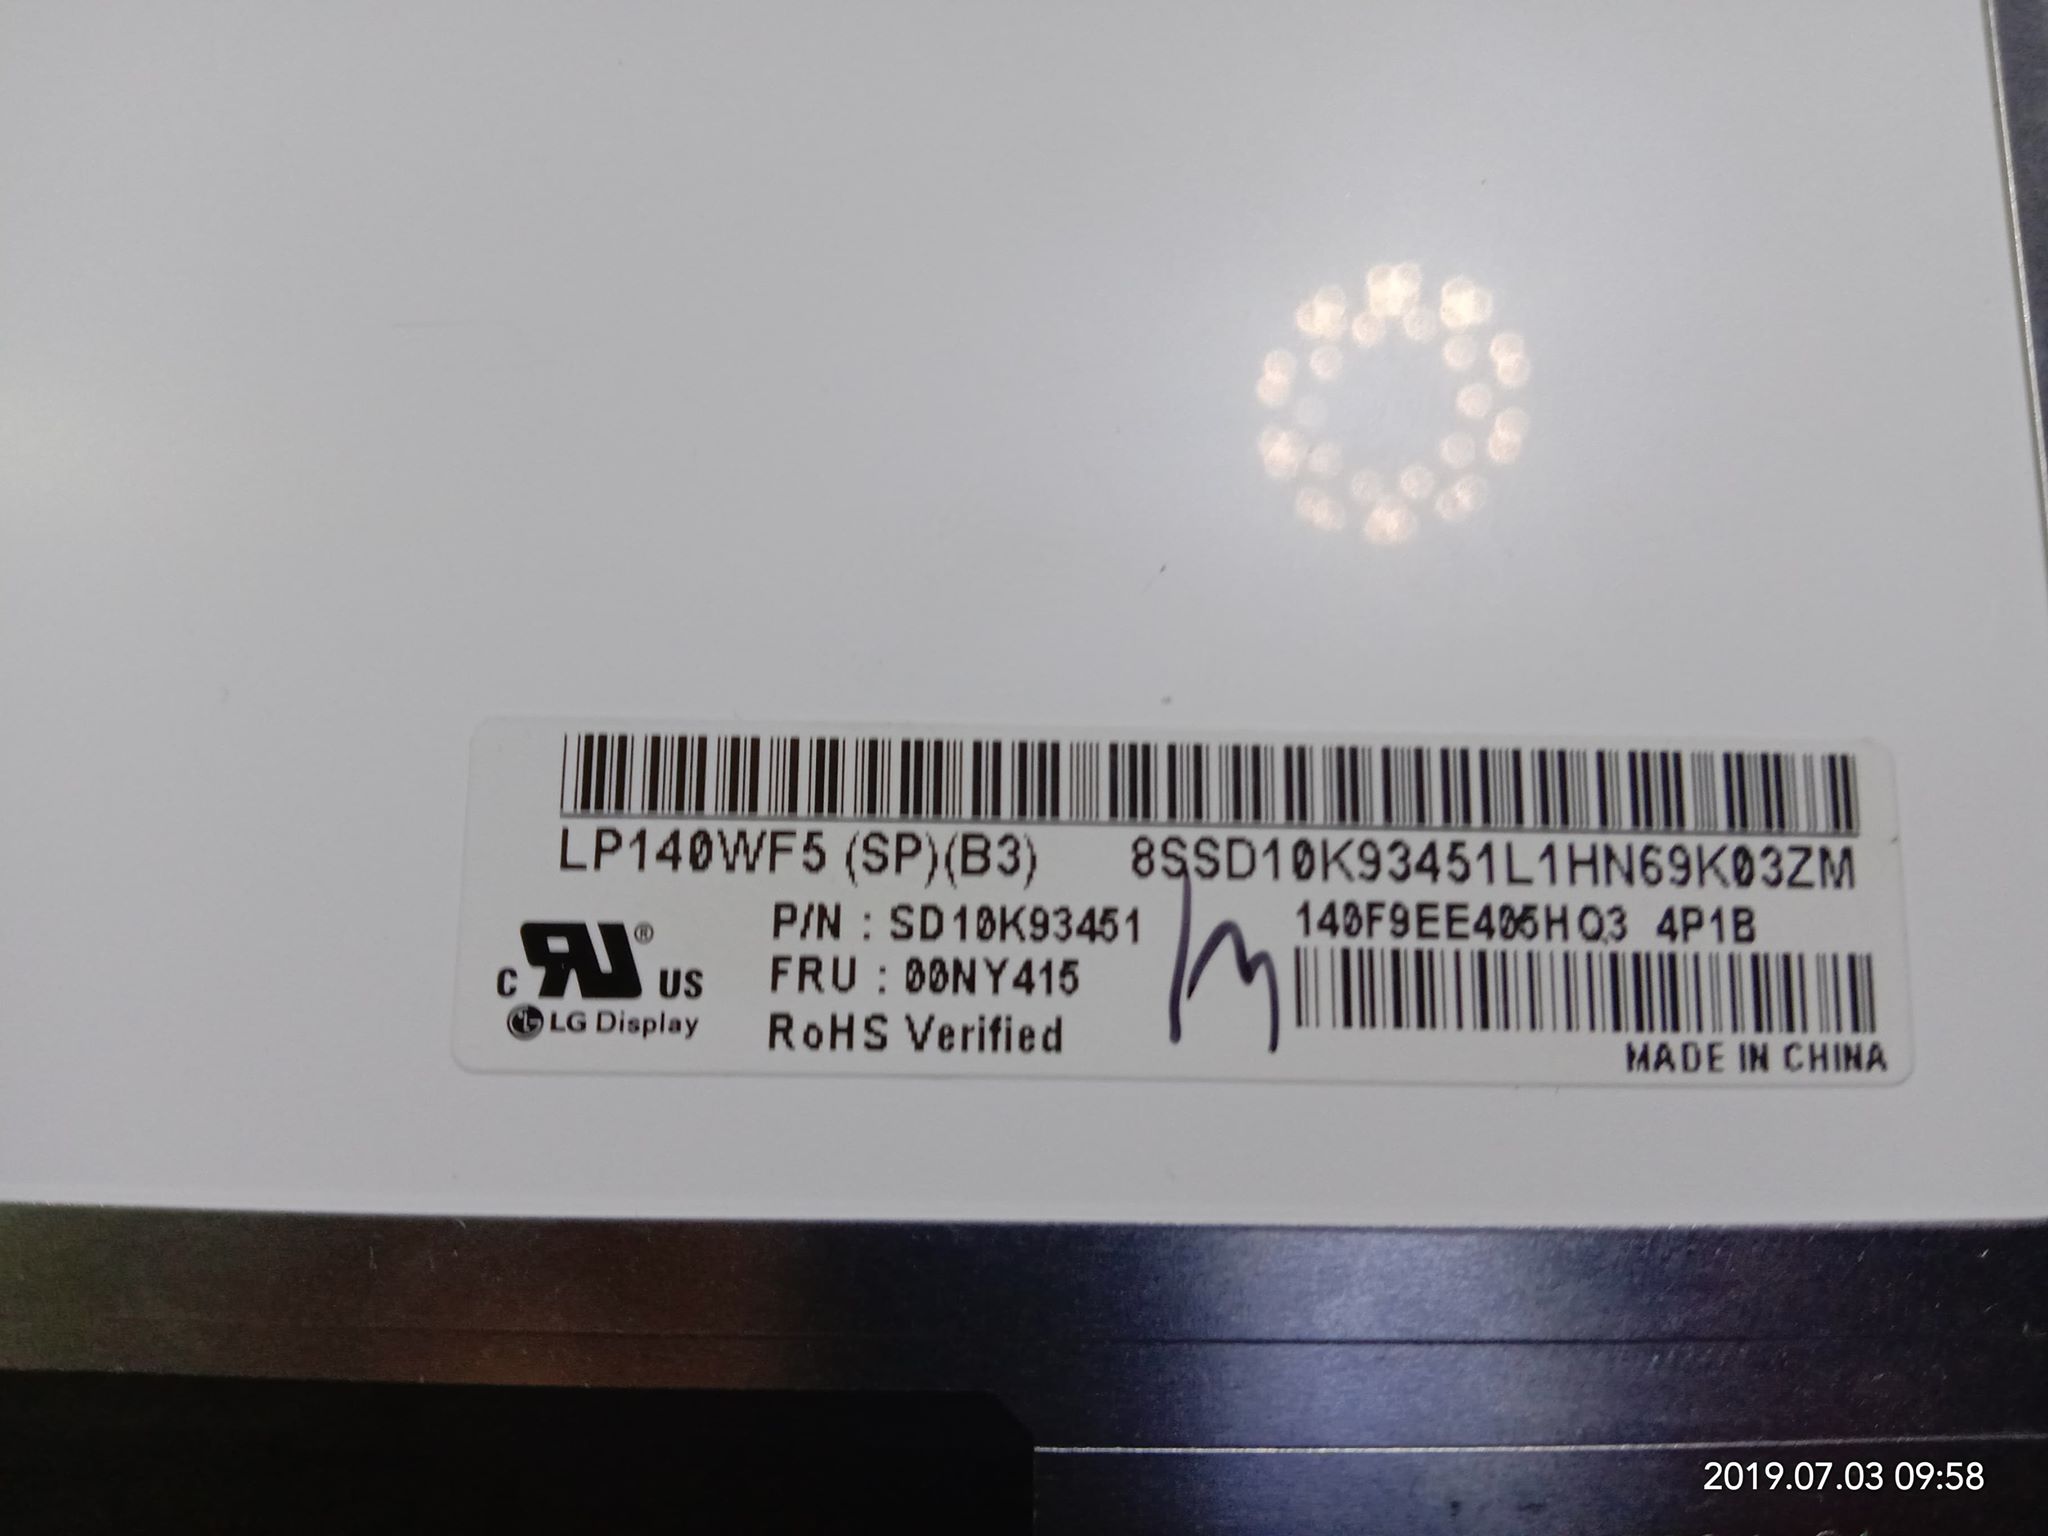 LP140WF5 (SP)(B3) 8SSD10K93451L1HN69K03ZM
P/N : SD10K93451 140F9EE405HQ3 4P1B
FRU : 00NY415
c RU® US
LG Display
RoHS Verified
MADE IN CHINA
2019.07.03 09:58